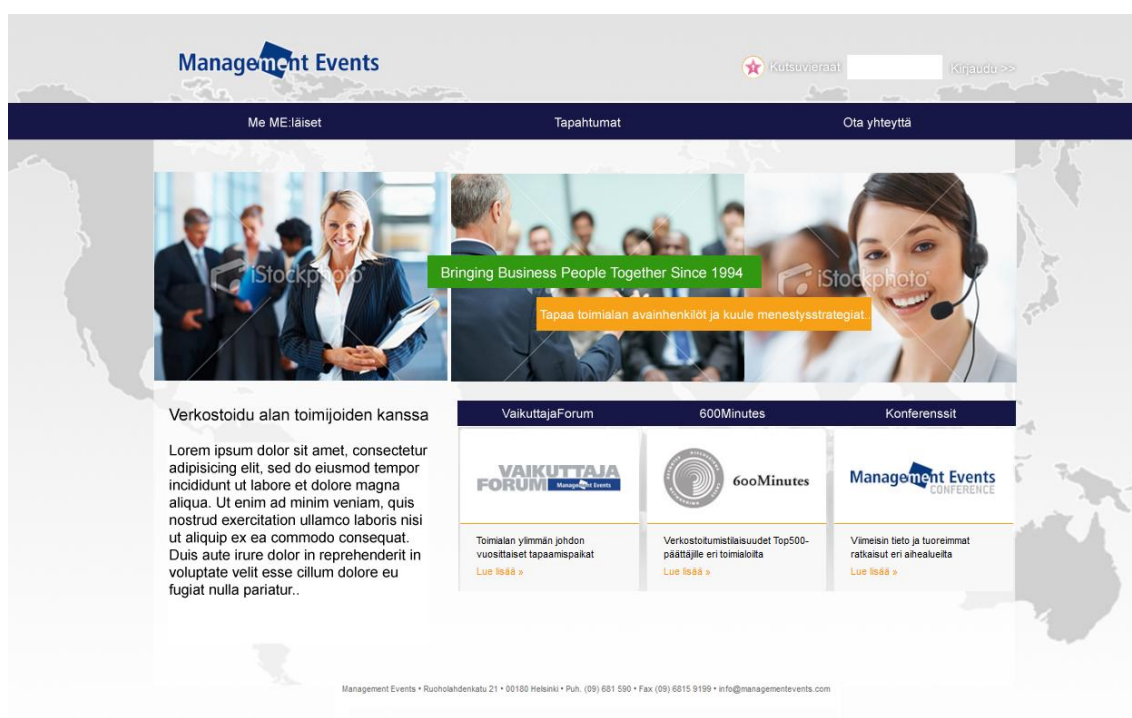 Management Events
Kutsuvieraat
Kirjaudu >>
Me ME:läiset
Tapahtumat
Ota yhteyttä
iStockphoto
iStockphoto
Bringing Business People Together Since 1994
Tapaa toimialan avainhenkilöt ja kuule menestysstrategiat..
Verkostoidu alan toimijoiden kanssa
Lorem ipsum dolor sit amet, consectetur
adipisicing elit, sed do eiusmod tempor
incididunt ut labore et dolore magna
aliqua. Ut enim ad minim veniam, quis
nostrud exercitation ullamco laboris nisi
ut aliquip ex ea commodo consequat.
Duis aute irure dolor in reprehenderit in
voluptate velit esse cillum dolore eu
fugiat nulla pariatur..
VaikuttajaForum
600Minutes
Konferenssit
VAIKUTTAJA
FORUM Management Events
600Minutes
Management Events
CONFERENCE
Toimialan ylimmän johdon
vuosittaiset tapaamispaikat
Lue lisää »
Verkostoitumistilaisuudet Top500-
päättäjille eri toimialoilta
Lue lisää »
Viimeisin tieto ja tuoreimmat
ratkaisut eri aihealueilta
Lue lisää »
Management Events • Ruoholahdenkatu 21 • 00180 Helsinki • Puh. (09) 681 590 • Fax (09) 6815 9199 • info@managementevents.com